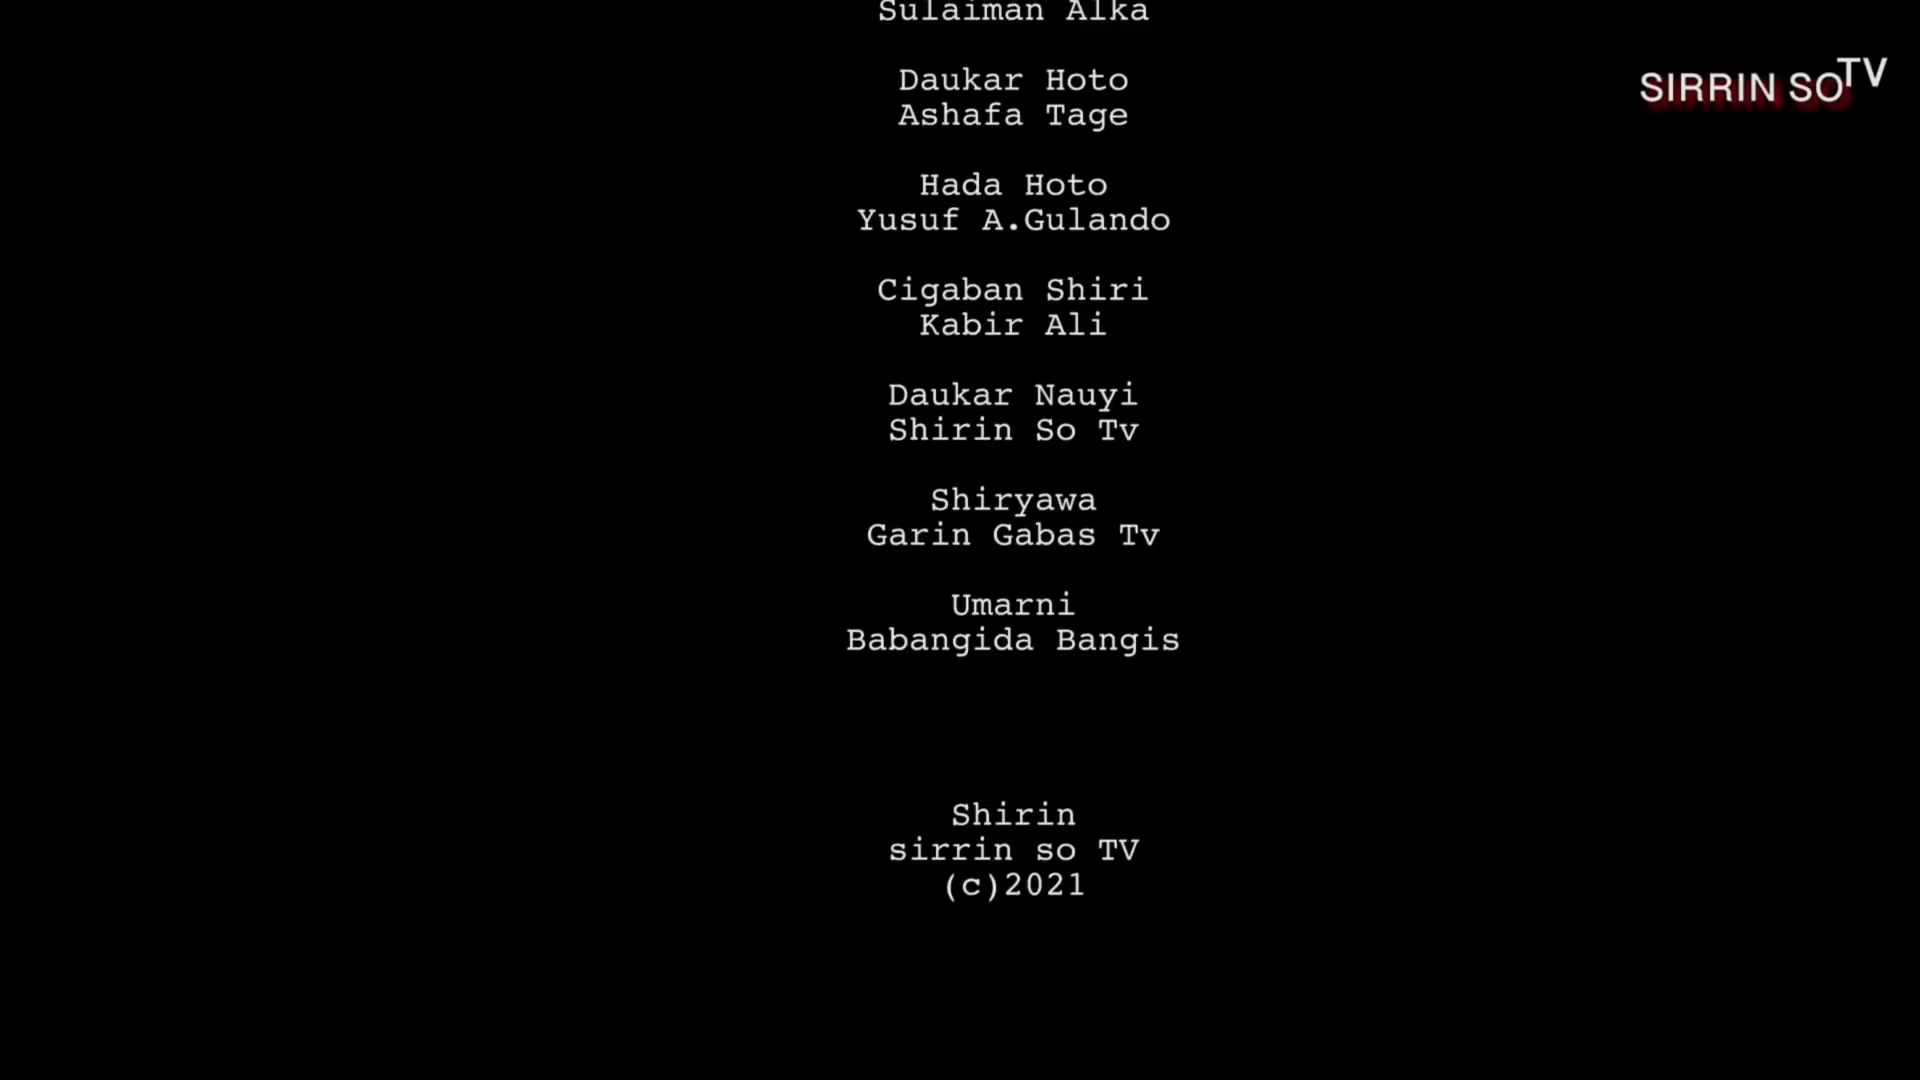 Sulaiman Alka
Daukar Hoto
Ashafa Tage
Hada Hoto
Yusuf A.Gulando
Cigaban Shiri
Kabir Ali
Daukar Nauyi
Shirin So Tv
Shiryawa
Garin Gabas Tv
Umarni
Babangida Bangis
Shirin
sirrin so TV
(c)2021
SIRRIN SO TV